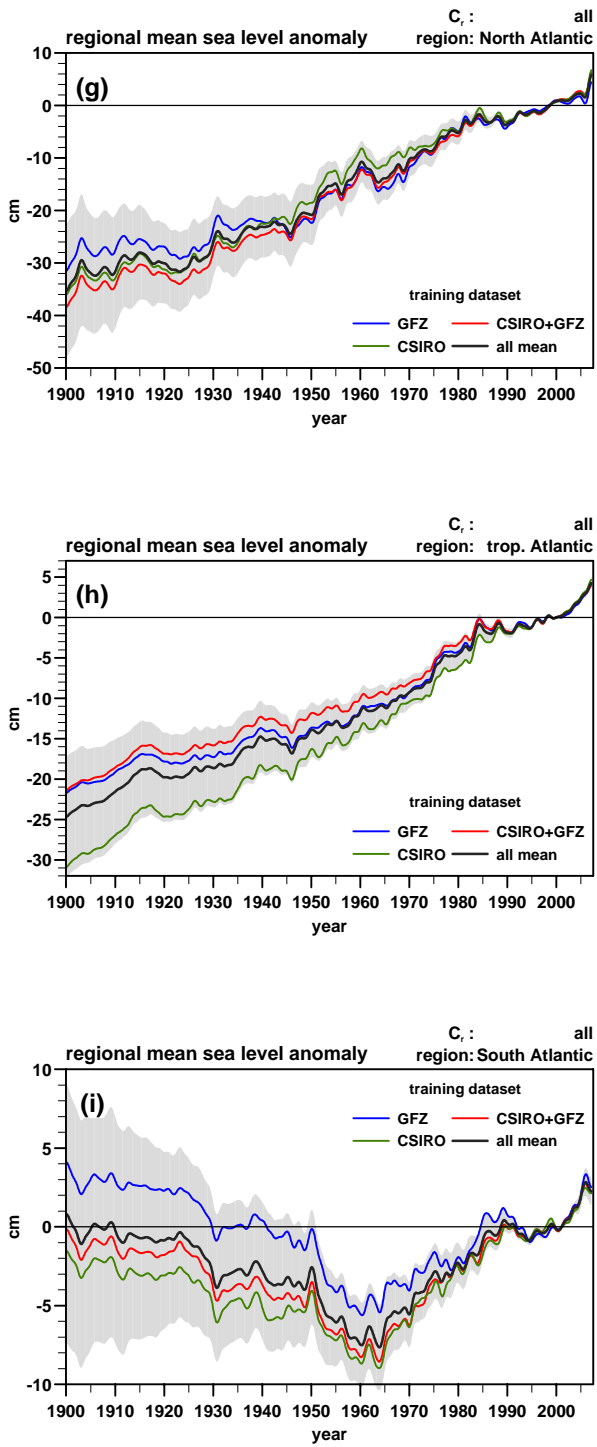 C_r : all
regional mean sea level anomaly region: North Atlantic
10
(g)
0
-10
cm
-20
-30
training dataset
GFZ CSIRO+GFZ
-40
CSIRO all mean
-50
1900 1910 1920 1930 1940 1950 1960 1970 1980 1990 2000
year
C_r : all
regional mean sea level anomaly region: trop. Atlantic
5
(h)
0
-5
-10
cm
-15
-20
training dataset
-25
GFZ CSIRO+GFZ
CSIRO all mean
-30
1900 1910 1920 1930 1940 1950 1960 1970 1980 1990 2000
year
C_r : all
regional mean sea level anomaly region: South Atlantic
10
(i)
training dataset
GFZ CSIRO+GFZ
CSIRO all mean
5
cm
0
-5
-10
1900 1910 1920 1930 1940 1950 1960 1970 1980 1990 2000
year